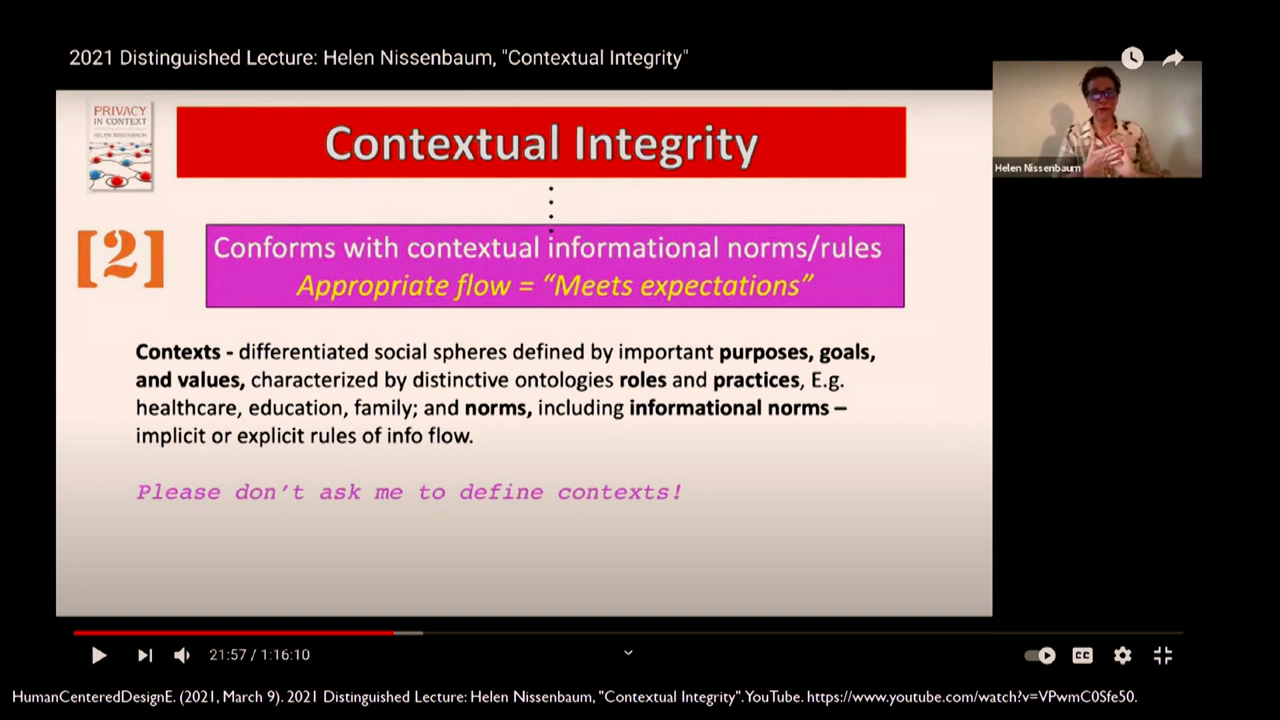 2021 Distinguished Lecture: Helen Nissenbaum, "Contextual Integrity"
PRIVACY
IN CONTEXT
HELEN NISSENBAUM
Contextual Integrity
Helen Nissenbaum
[2]
Conforms with contextual informational norms/rules
Appropriate flow = “Meets expectations”
Contexts - differentiated social spheres defined by important purposes, goals,
and values, characterized by distinctive ontologies roles and practices, E.g.
healthcare, education, family; and norms, including informational norms –
implicit or explicit rules of info flow.
Please don’t ask me to define contexts!
21:57 / 1:16:10
CC
HumanCenteredDesignE. (2021, March 9). 2021 Distinguished Lecture: Helen Nissenbaum, "Contextual Integrity". YouTube. https://www.youtube.com/watch?v=VPwmC0Sfe50.